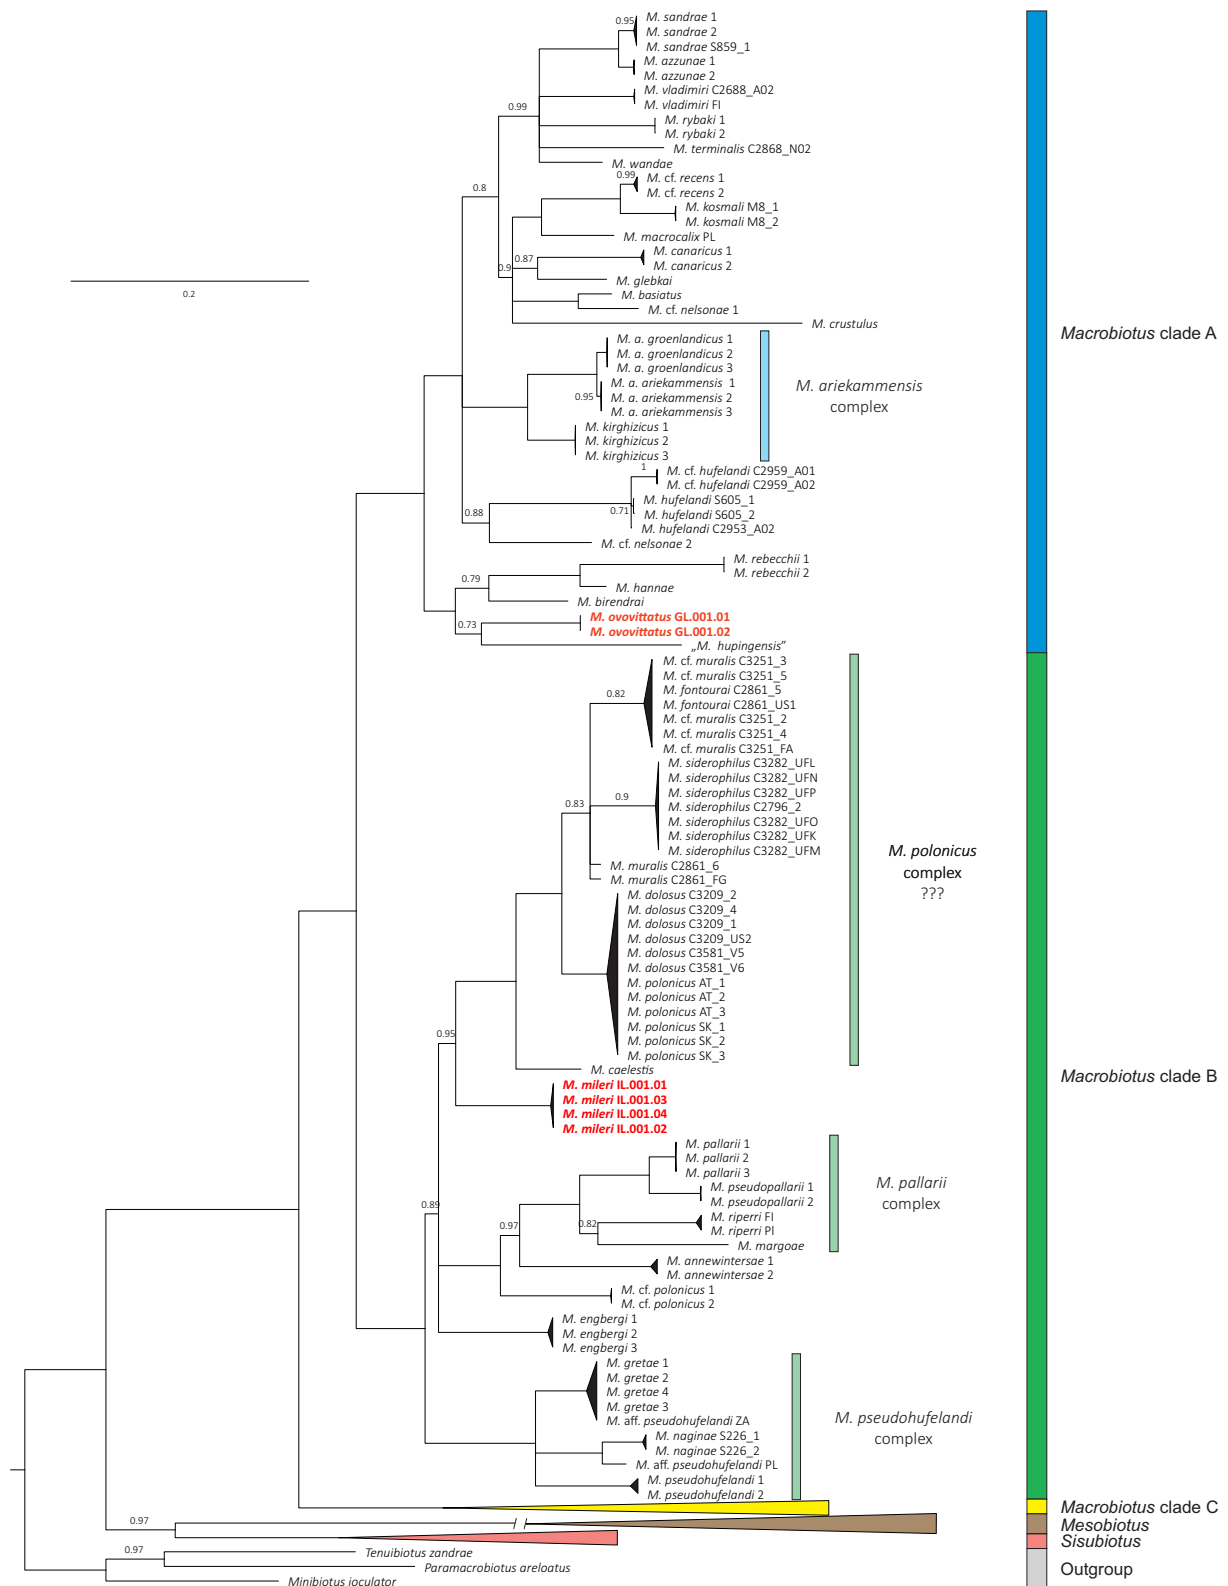 0.95
M. sandrae 1
M. sandrae 2
M. sandrae S859_1
M. azzunae 1
M. azzunae 2
M. vladimiri C2688_A02
M. vladimiri FI
0.99
M. rybaki 1
M. rybaki 2
M. terminalis C2868_N02
M. wandae
0.8
0.99
M. cf. recens 1
M. cf. recens 2
M. kosmali M8_1
M. kosmali M8_2
M. macrocalix PL
M. canaricus 1
0.87
0.9
M. canaricus 2
M. glebkai
0.2
M. basiatus
M. cf. nelsonae 1
M. crustulus
Macrobiotus clade A
M. a. groenlandicus 1
M. a. groenlandicus 2
M. a. groenlandicus 3
M. a. ariekammensis 1
0.95
M. a. ariekammensis 2
M. a. ariekammensis 3
M. ariekammensis
complex
M. kirghizicus 1
M. kirghizicus 2
M. kirghizicus 3
1
M. cf. hufelandi C2959_A01
M. cf. hufelandi C2959_A02
M. hufelandi S605_1
0.71
0.88
M. hufelandi S605_2
M. hufelandi C2953_A02
M. cf. nelsonae 2
M. rebecchii 1
M. rebecchii 2
0.79
M. hannae
M. birendrai
0.73
M. ovovittatus GL.001.01
M. ovovittatus GL.001.02
„M. hupingensis”
M. cf. muralis C3251_3
M. cf. muralis C3251_5
0.82
M. fontourai C2861_5
M. fontourai C2861_US1
M. cf. muralis C3251_2
M. cf. muralis C3251_4
M. cf. muralis C3251_FA
M. siderophilus C3282_UFL
M. siderophilus C3282_UFN
0.9
M. siderophilus C3282_UFP
0.83
M. siderophilus C2796_2
M. siderophilus C3282_UFO
M. siderophilus C3282_UFK
M. siderophilus C3282_UFM
M. polonicus
complex
???
M. muralis C2861_6
M. muralis C2861_FG
M. dolosus C3209_2
M. dolosus C3209_4
M. dolosus C3209_1
M. dolosus C3209_US2
M. dolosus C3581_V5
M. dolosus C3581_V6
M. polonicus AT_1
M. polonicus AT_2
M. polonicus AT_3
M. polonicus SK_1
M. polonicus SK_2
M. polonicus SK_3
0.95
M. caelestis
Macrobiotus clade B
M. mileri IL.001.01
M. mileri IL.001.03
M. mileri IL.001.04
M. mileri IL.001.02
M. pallarii 1
M. pallarii 2
M. pallarii 3
M. pseudopallarii 1
M. pseudopallarii 2
M. pallarii
complex
0.89
0.97
0.82
M. riperri FI
M. riperri Pl
M. margoae
M. annewintersae 1
M. annewintersae 2
M. cf. polonicus 1
M. cf. polonicus 2
M. engbergi 1
M. engbergi 2
M. engbergi 3
M. gretae 1
M. gretae 2
M. gretae 4
M. gretae 3
M. aff. pseudohufelandi ZA
M. pseudohufelandi
complex
M. naginae S226_1
M. naginae S226_2
M. aff. pseudohufelandi PL
M. pseudohufelandi 1
M. pseudohufelandi 2
Macrobiotus clade C
0.97
Mesobiotus
Sisubiotus
0.97
Tenuibiotus zandrae
Paramacrobiotus areloatus
Minibiotus ioculator
Outgroup